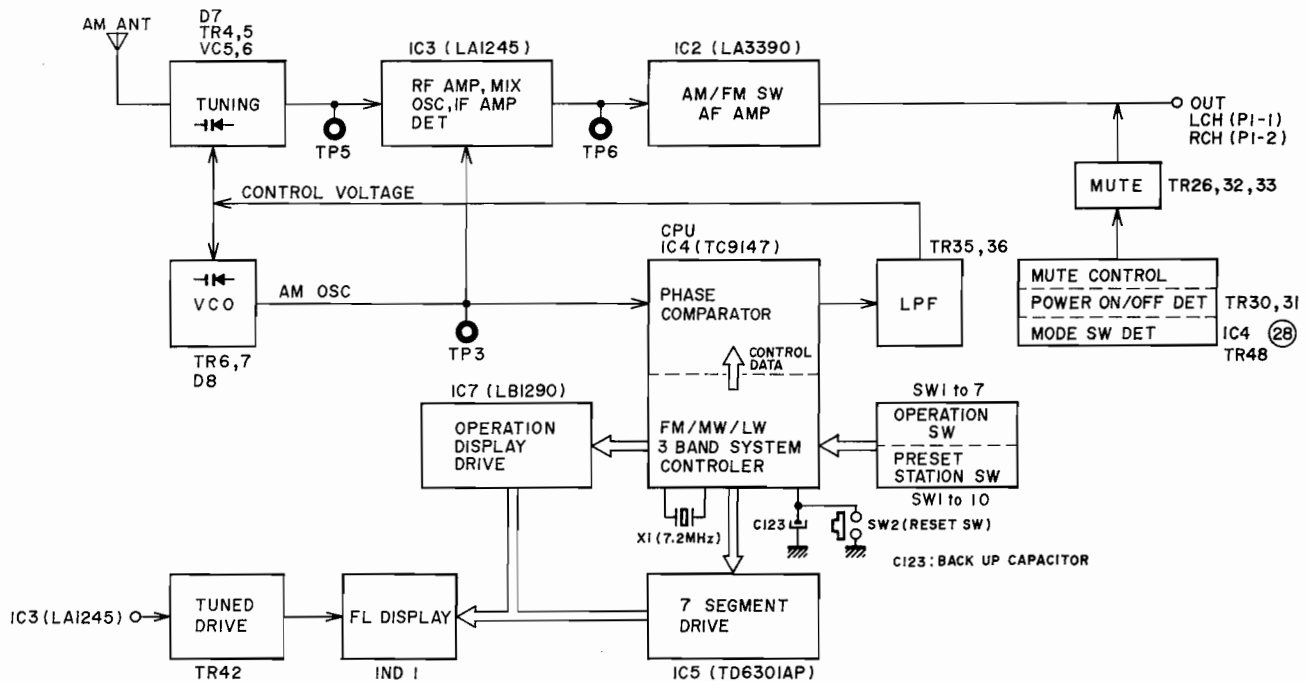 AM ANT
D7
TR4,5
VC5,6
TUNING
TP5
IC3 (LA1245)
RF AMP, MIX
OSC, IF AMP
DET
TP6
IC2 (LA3390)
AM/FM SW
AF AMP
OUT
LCH (P1-1)
RCH (P1-2)
MUTE
TR26,32,33
CONTROL VOLTAGE
VCO
TR6,7
D8
AM OSC
TP3
CPU
IC4 (TC9147)
PHASE
COMPARATOR
CONTROL
DATA
FM/MW/LW
3 BAND SYSTEM
CONTROLER
TR35,36
LPF
MUTE CONTROL
POWER ON/OFF DET
MODE SW DET
TR30,31
IC4 28
TR48
IC7 (LB1290)
OPERATION
DISPLAY
DRIVE
SW1 to 7
OPERATION
SW
PRESET
STATION SW
SW1 to 10
X1 (7.2MHz)
C123
SW2 (RESET SW)
C123: BACK UP CAPACITOR
IC3 (LA1245)
TUNED
DRIVE
TR42
FL DISPLAY
IND 1
7 SEGMENT
DRIVE
IC5 (TD6301AP)